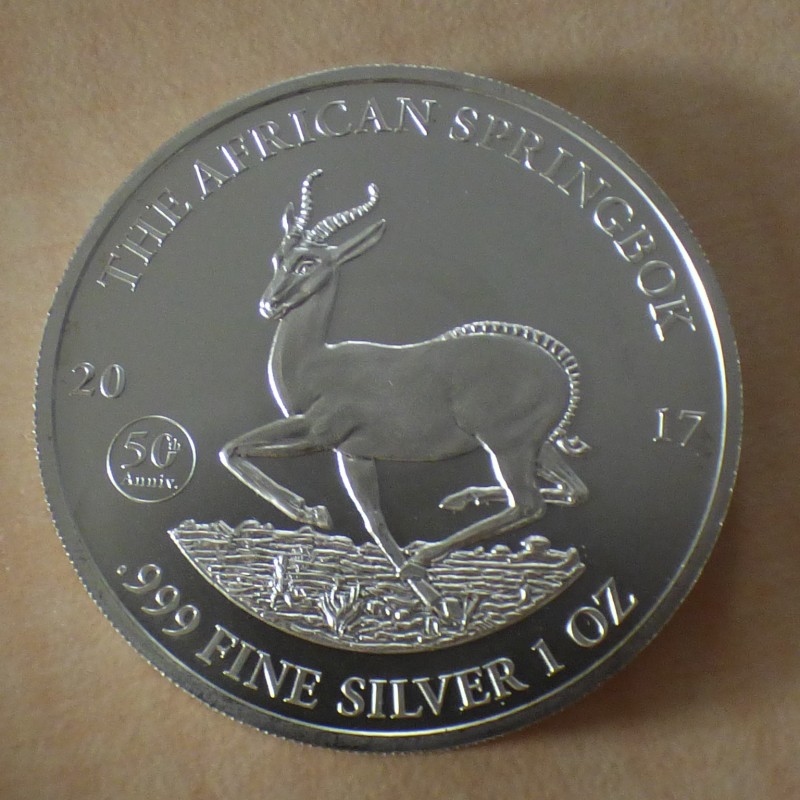 THE AFRICAN SPRINGBOK
20 17
50th
Anniv.
.999 FINE SILVER 1 OZ